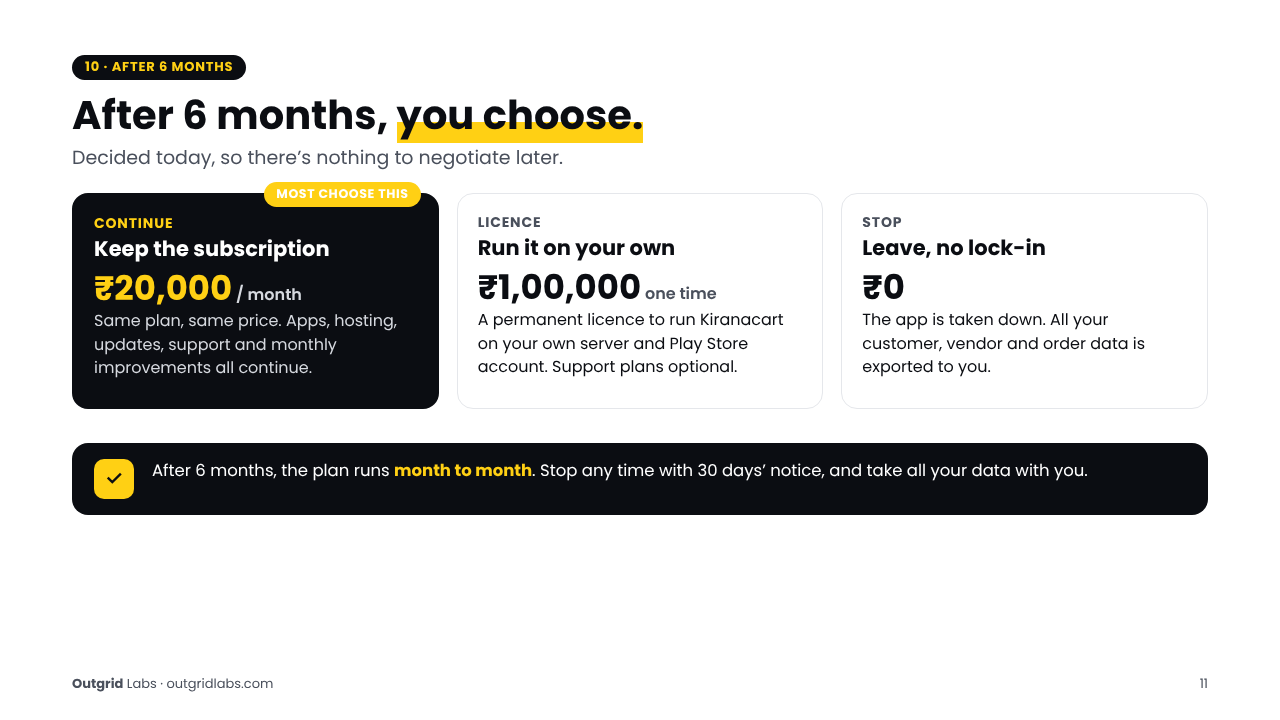 10 · AFTER 6 MONTHS
After 6 months, you choose.
Decided today, so there’s nothing to negotiate later.
MOST CHOOSE THIS
CONTINUE
Keep the subscription
₹20,000 / month
Same plan, same price. Apps, hosting,
updates, support and monthly
improvements all continue.
LICENCE
Run it on your own
₹1,00,000 one time
A permanent licence to run Kiranacart
on your own server and Play Store
account. Support plans optional.
STOP
Leave, no lock-in
₹0
The app is taken down. All your
customer, vendor and order data is
exported to you.
After 6 months, the plan runs month to month. Stop any time with 30 days’ notice, and take all your data with you.
Outgrid Labs · outgridlabs.com
11